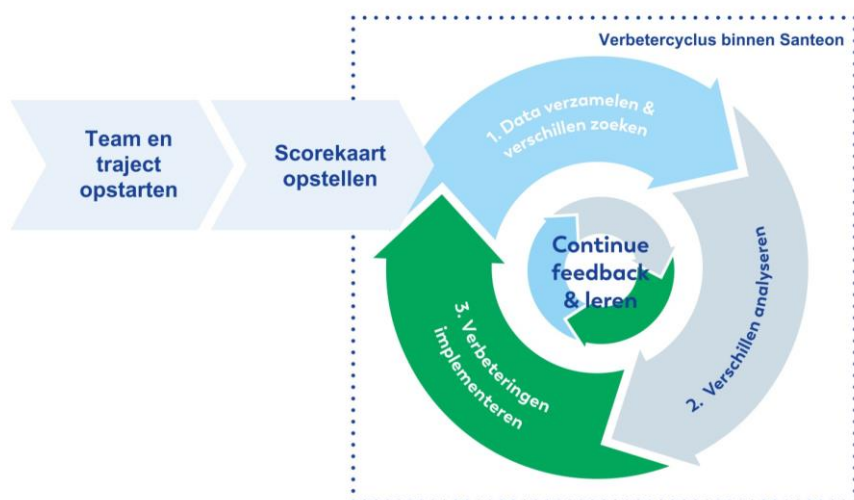 Verbetercyclus binnen Santeon
Team en
traject
opstarten
Scorekaart
opstellen
1. Data verzamelen &
verschillen zoeken
2. Verschillen analyseren
3. Verbeteringen
implementeren
Continue
feedback
& leren